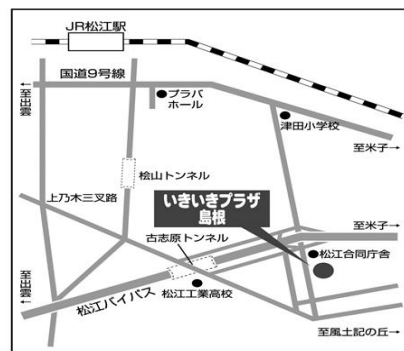 JR松江駅
国道9号線
←至出雲
プラバ
ホール
津田小学校
至米子→
桧山トンネル
上乃木三叉路
いきいきプラザ
島根
至米子→
古志原トンネル
松江合同庁舎
←至出雲
松江バイパス
松江工業高校
至風土記の丘→